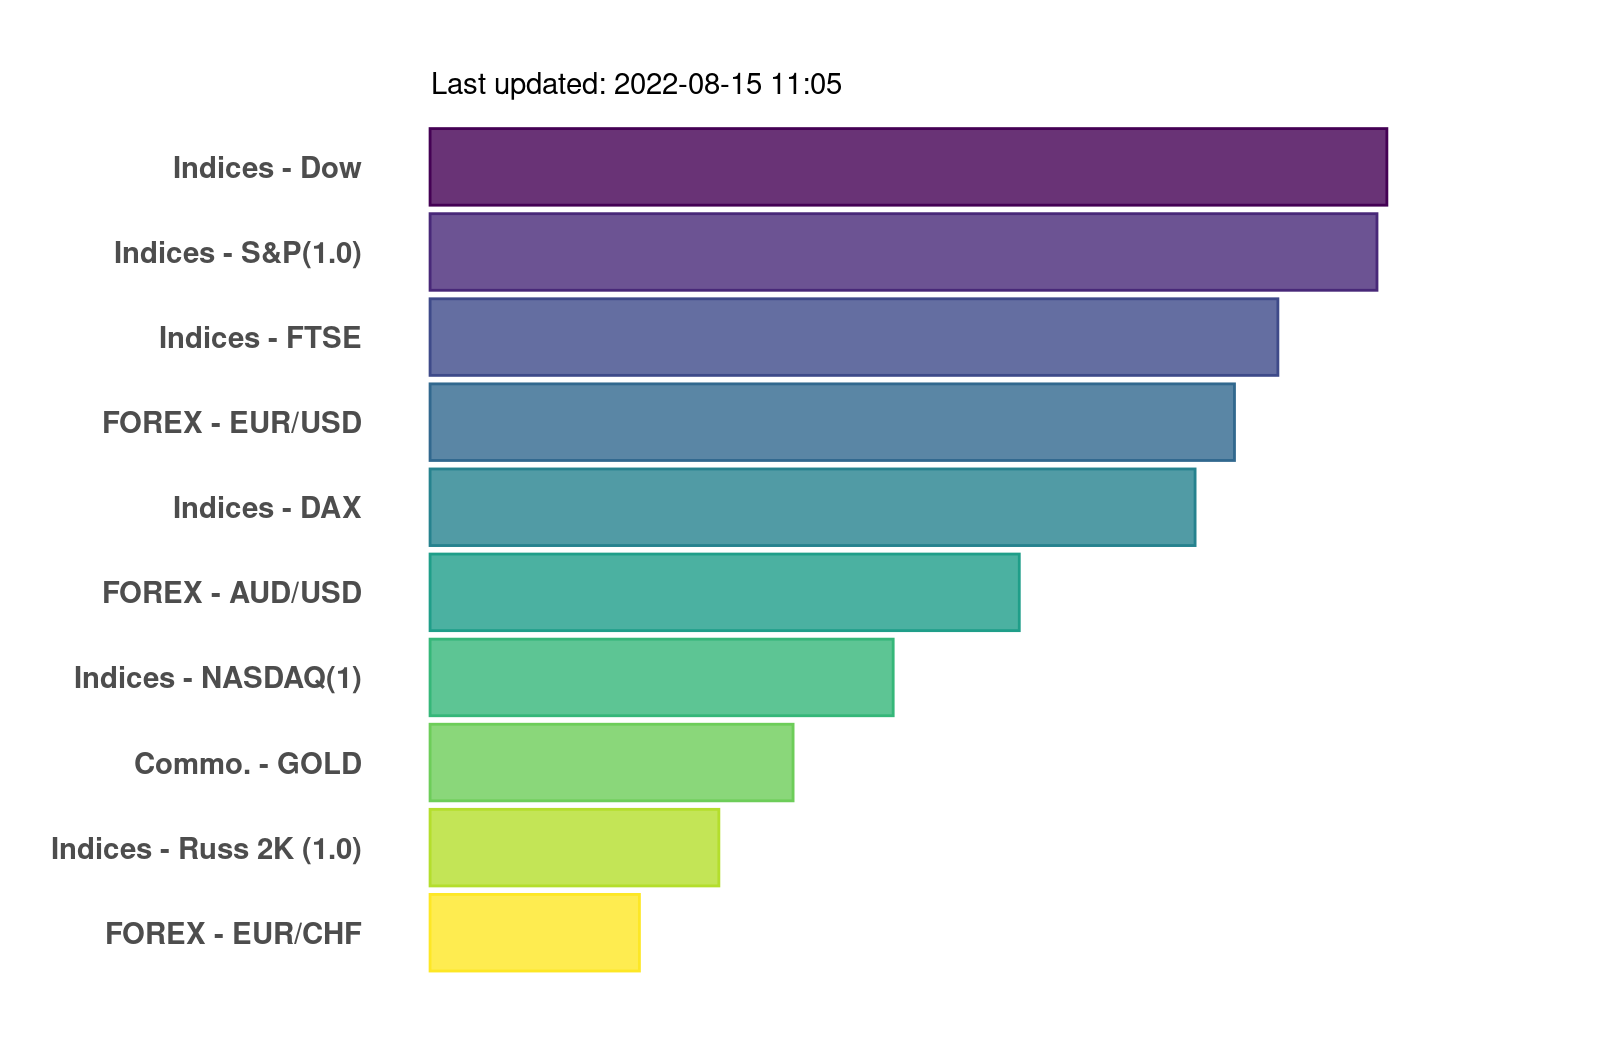 Last updated: 2022-08-15 11:05
Indices - Dow
Indices - S&P(1.0)
Indices - FTSE
FOREX - EUR/USD
Indices - DAX
FOREX - AUD/USD
Indices - NASDAQ(1)
Commo. - GOLD
Indices - Russ 2K (1.0)
FOREX - EUR/CHF